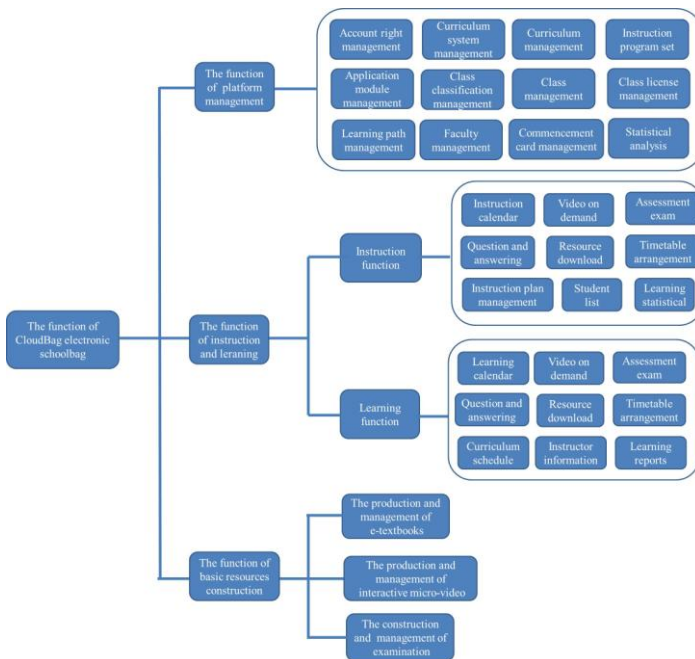 Account right
management
Curriculum
system
management
Curriculum
management
Instruction
program set
Application
module
management
Class
classification
management
Class
management
Class license
management
Learning path
management
Faculty
management
Commencement
card management
Statistical
analysis
The function
of platform
management
Instruction
calendar
Video on
demand
Assessment
exam
Question and
answering
Resource
download
Timetable
arrangement
Instruction plan
management
Student
list
Learning
statistical
Instruction
function
The function of
CloudBag electronic
schoolbag
The function
of instruction
and leraning
Learning
calendar
Video on
demand
Assessment
exam
Question and
answering
Resource
download
Timetable
arrangement
Curriculum
schedule
Instructor
information
Learning
reports
Learning
function
The production and
management of
e-textbooks
The function of
basic resources
construction
The production and
management of
interactive micro-video
The construction
and management of
examination